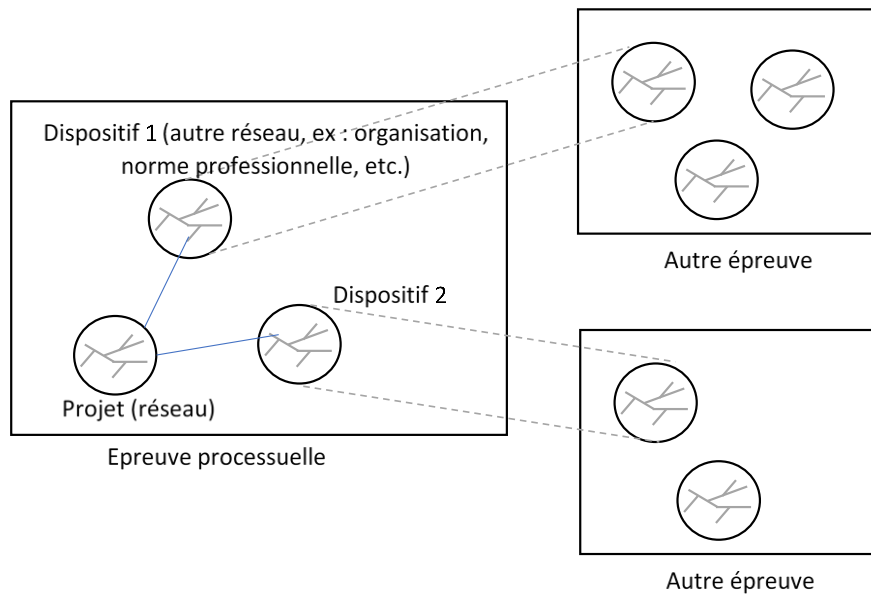 Dispositif 1 (autre réseau, ex : organisation,
norme professionnelle, etc.)
Dispositif 2
Projet (réseau)
Epreuve processuelle
Autre épreuve
Autre épreuve